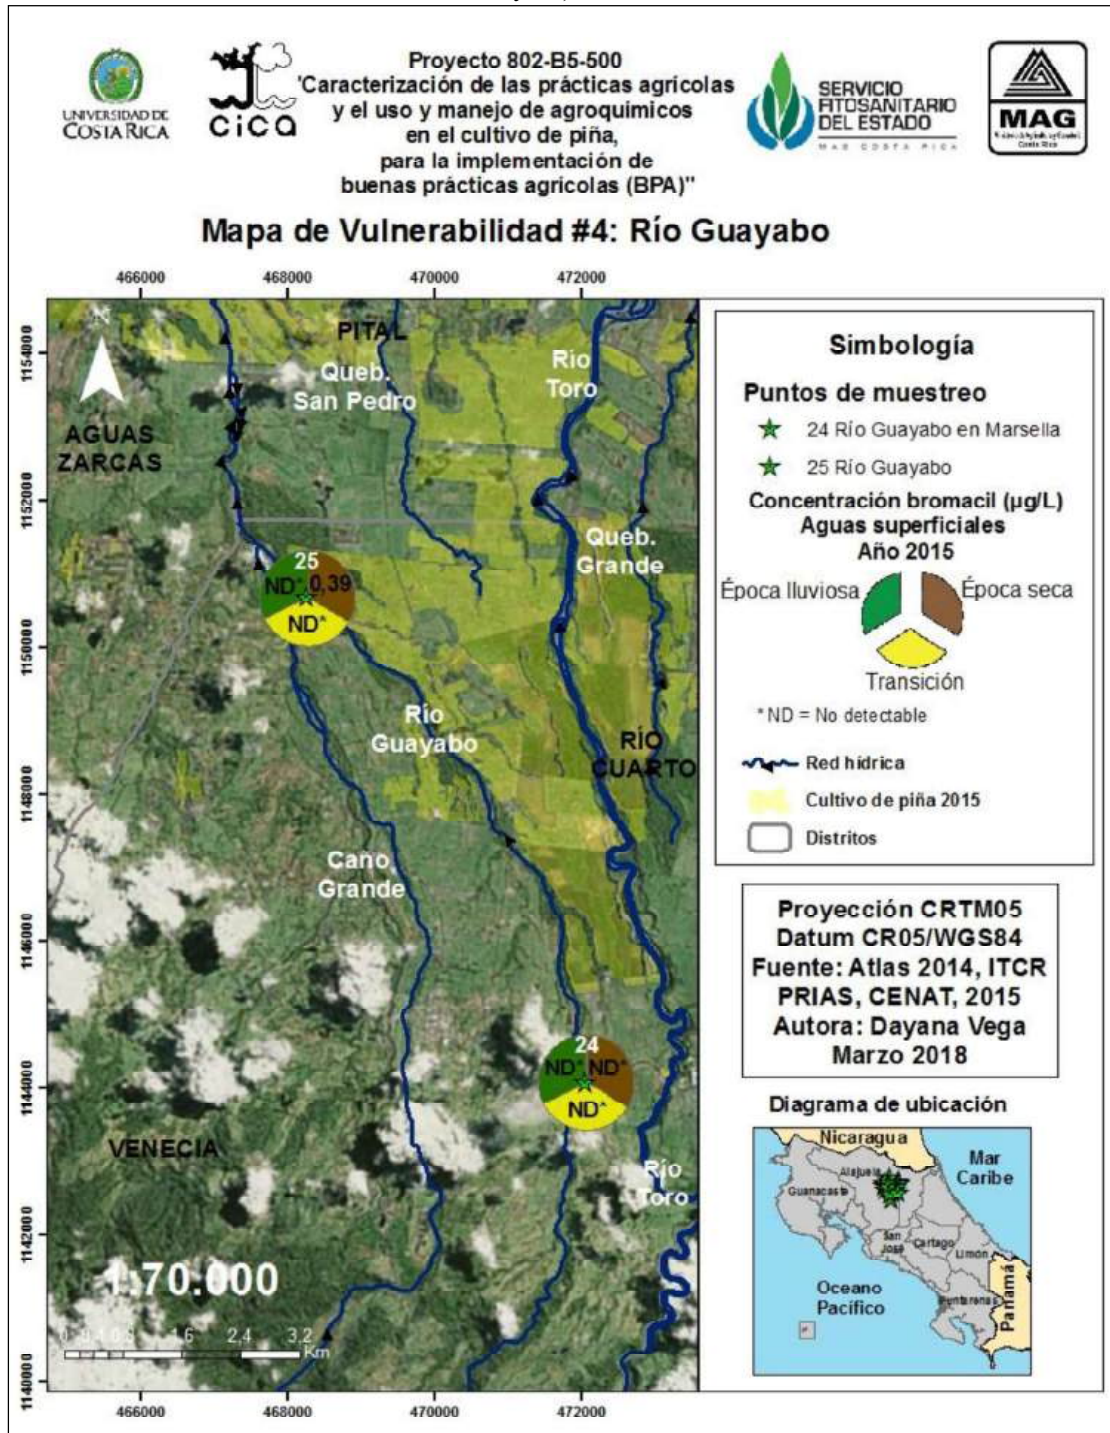 UNIVERSIDAD DE
COSTA RICA
CICA
Proyecto 802-B5-500
"Caracterización de las prácticas agrícolas
y el uso y manejo de agroquimicos
en el cultivo de piña,
para la implementación de
buenas prácticas agrícolas (BPA)"
SERVICIO
FITOSANITARIO
DEL ESTADO
MAG COSTA RICA
MAG
Costa Rica
Mapa de Vulnerabilidad #4: Río Guayabo
466000 468000 470000 472000
1154000
1152000
1150000
1148000
1146000
1144000
1142000
1140000
N
PITAL
Queb.
San Pedro
Río
Toro
AGUAS
ZARCAS
Queb.
Grande
25
ND* 0,39
ND*
Río
Guayabo
RÍO
CUARTO
Caño
Grande
24
ND* ND*
ND*
VENECIA
Río
Toro
1:70.000
1.6 2.4 3.2
Km
466000 468000 470000 472000
Simbología
Puntos de muestreo
24 Río Guayabo en Marsella
25 Río Guayabo
Concentración bromacil (µg/L)
Aguas superficiales
Año 2015
Época lluviosa
Época seca
Transición
*ND = No detectable
Red hídrica
Cultivo de piña 2015
Distritos
Proyección CRTM05
Datum CR05/WGS84
Fuente: Atlas 2014, ITCR
PRIAS, CENAT, 2015
Autora: Dayana Vega
Marzo 2018
Diagrama de ubicación
Nicaragua
Mar
Caribe
Alajuela
Guanacaste
San
José
Cartago
Limón
Oceano
Pacífico
Puntarenas
Panamá